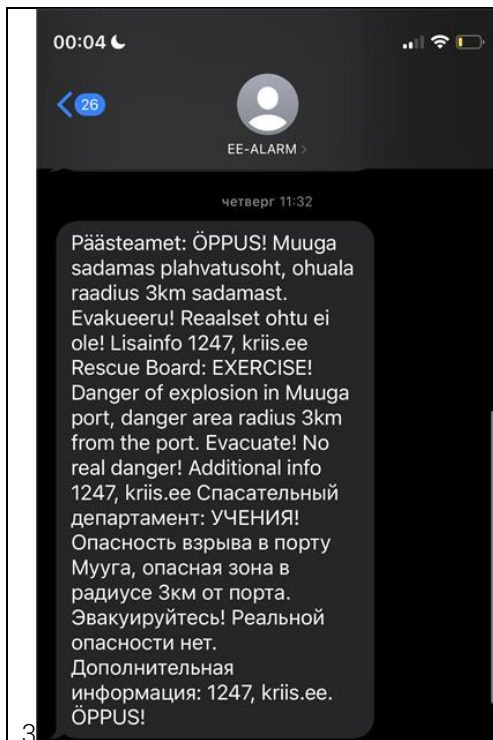 00:04
26
EE-ALARM
четверг 11:32
Päästeamet: ÖPPUS! Muuga
sadamas plahvatusoht, ohuala
raadius 3km sadamast.
Evakueeru! Reaalset ohtu ei
ole! Lisainfo 1247, kriis.ee
Rescue Board: EXERCISE!
Danger of explosion in Muuga
port, danger area radius 3km
from the port. Evacuate! No
real danger! Additional info
1247, kriis.ee Спасательный
департамент: УЧЕНИЯ!
Опасность взрыва в порту
Мууга, опасная зона в
радиусе 3км от порта.
Эвакуируйтесь! Реальной
опасности нет.
Дополнительная
информация: 1247, kriis.ee.
ÖPPUS!
3